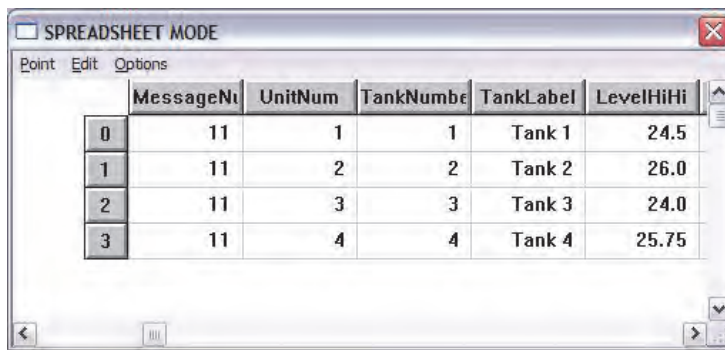 SPREADSHEET MODE
Point Edit Options
MessageNu UnitNum TankNumbe TankLabel LevelHiHi
0 11 1 1 Tank 1 24.5
1 11 2 2 Tank 2 26.0
2 11 3 3 Tank 3 24.0
3 11 4 4 Tank 4 25.75